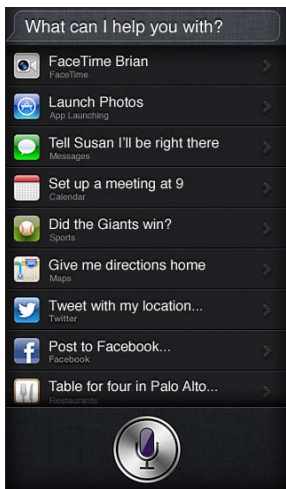 What can I help you with?
FaceTime Brian
FaceTime
Launch Photos
App Launching
Tell Susan I'll be right there
Messages
Set up a meeting at 9
Calendar
Did the Giants win?
Sports
Give me directions home
Maps
Tweet with my location...
Twitter
Post to Facebook...
Facebook
Table for four in Palo Alto...
Restaurants